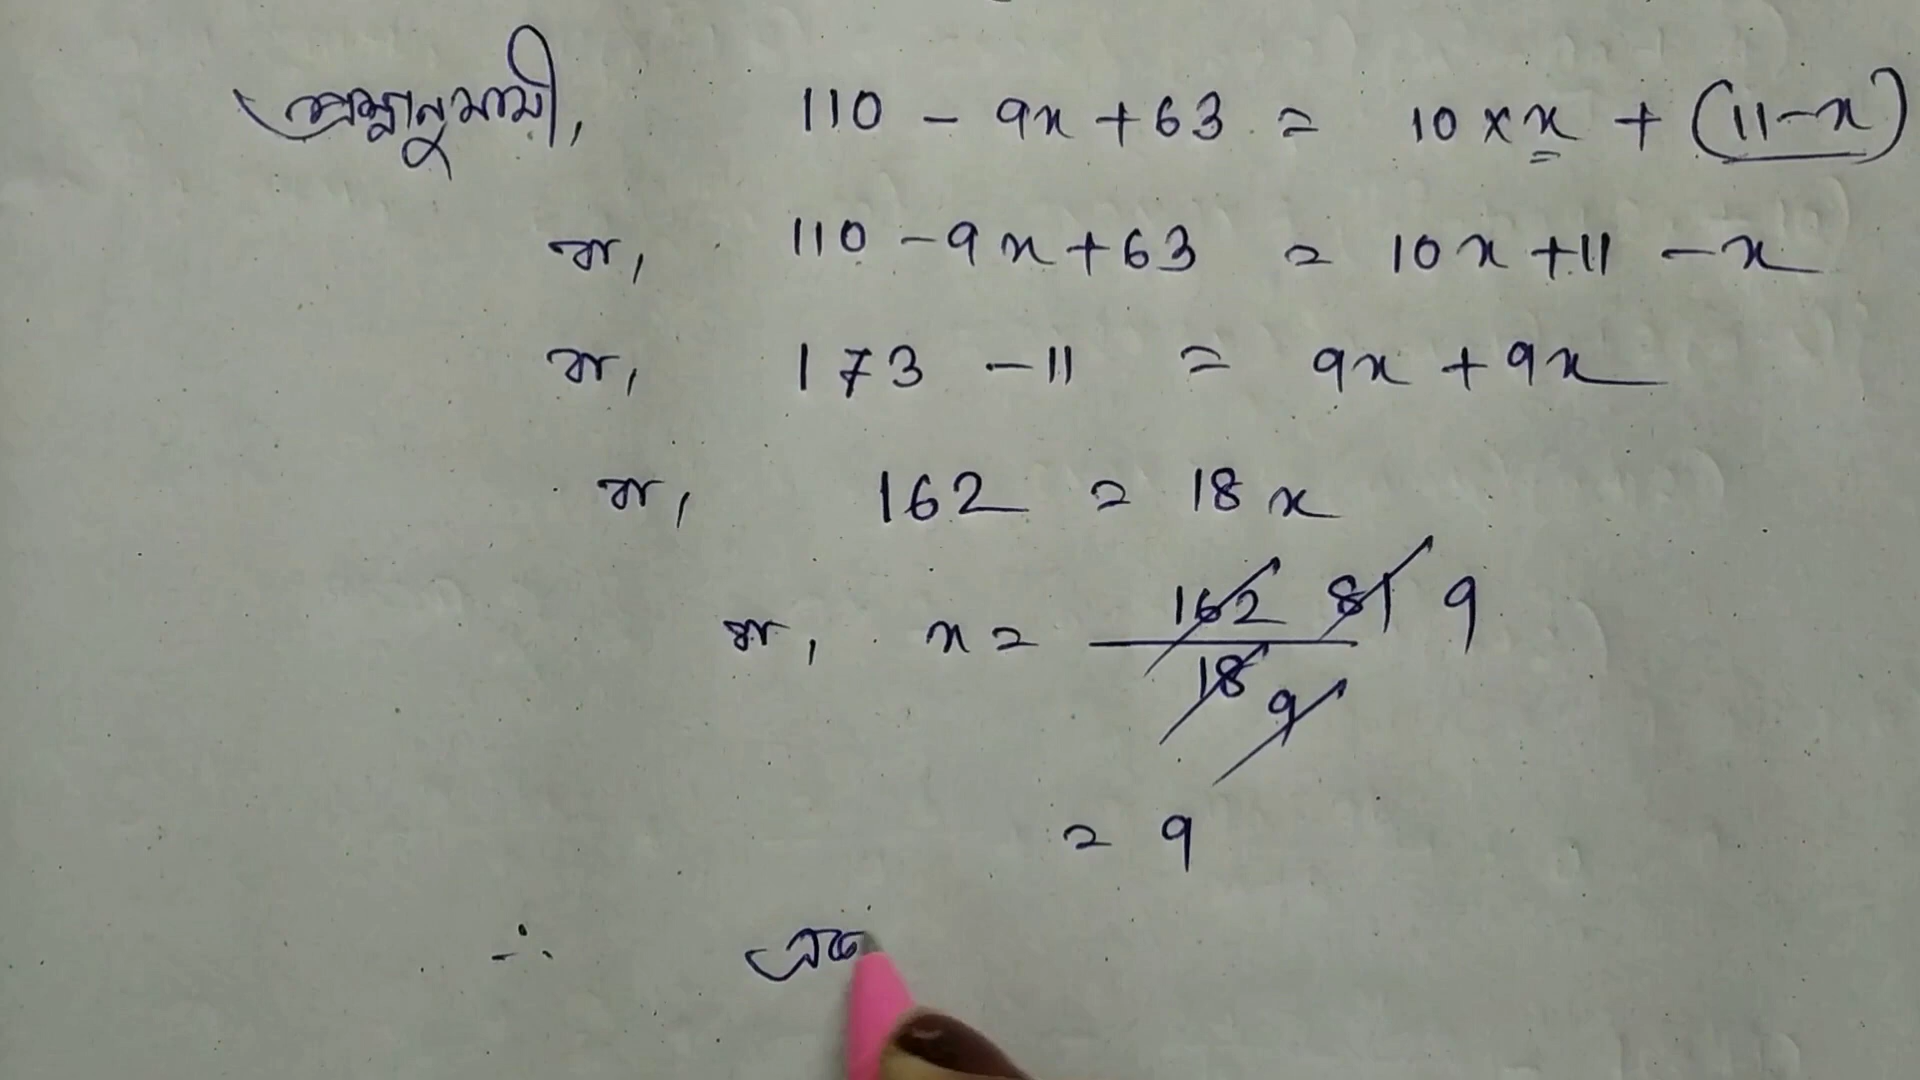 প্রশ্নানুযায়ী, 110 - 9x + 63 = 10 × x + (11-x)
বা, 110 - 9x + 63 = 10x + 11 - x
বা, 173 - 11 = 9x + 9x
বা, 162 = 18x
বা, x = 162 81 9
18 9
= 9
∴